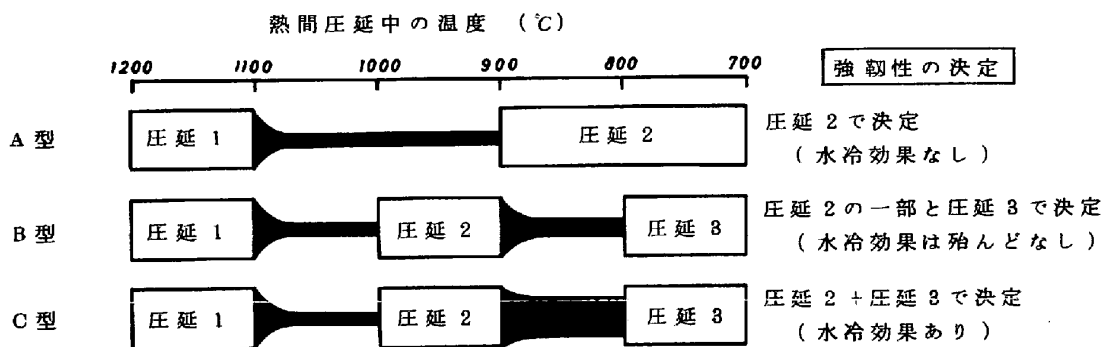 熱間圧延中の温度 (℃)
1200 1100 1000 900 800 700
強靱性の決定
A型 圧延1 圧延2 圧延2で決定
(水冷効果なし)
B型 圧延1 圧延2 圧延3 圧延2の一部と圧延3で決定
(水冷効果は殆んどなし)
C型 圧延1 圧延2 圧延3 圧延2+圧延3で決定
(水冷効果あり)